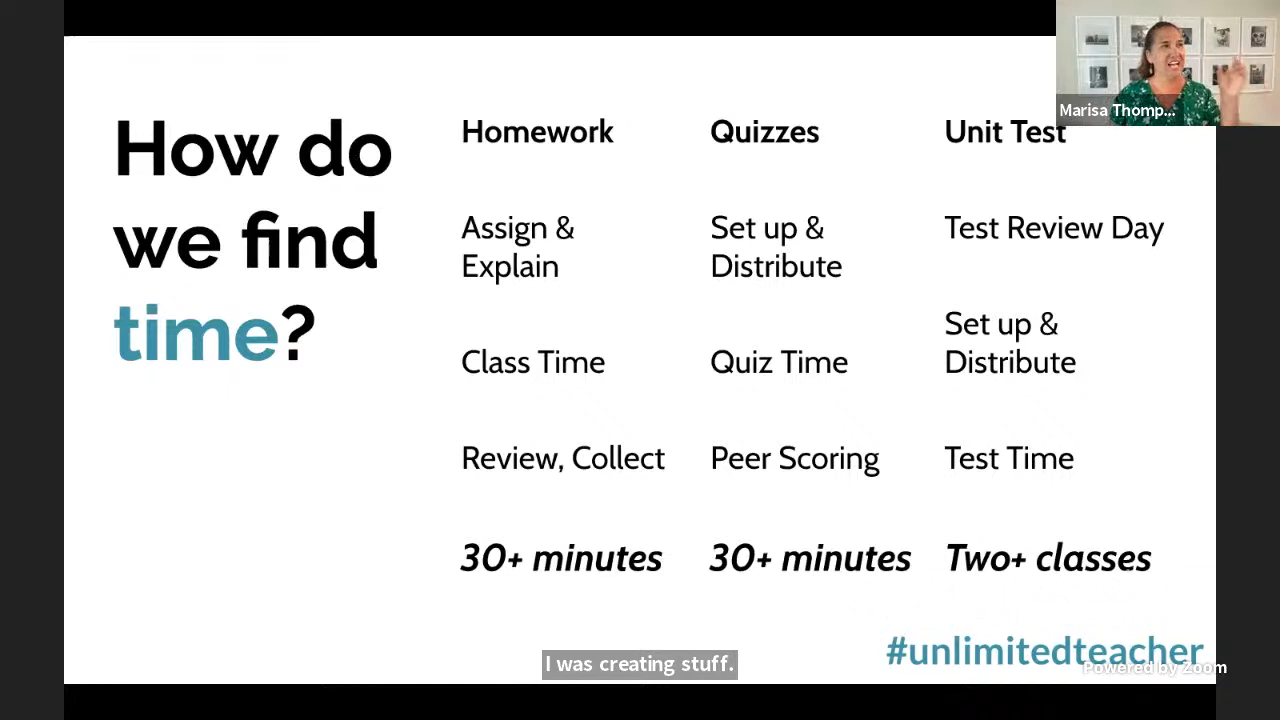 How do
we find
time?
Homework
Assign &
Explain
Class Time
Review, Collect
30+ minutes
Quizzes
Set up &
Distribute
Quiz Time
Peer Scoring
30+ minutes
Unit Test
Test Review Day
Set up &
Distribute
Test Time
Two+ classes
Marisa Thomp...
#unlimitedteacher
Powered by Zoom
I was creating stuff.